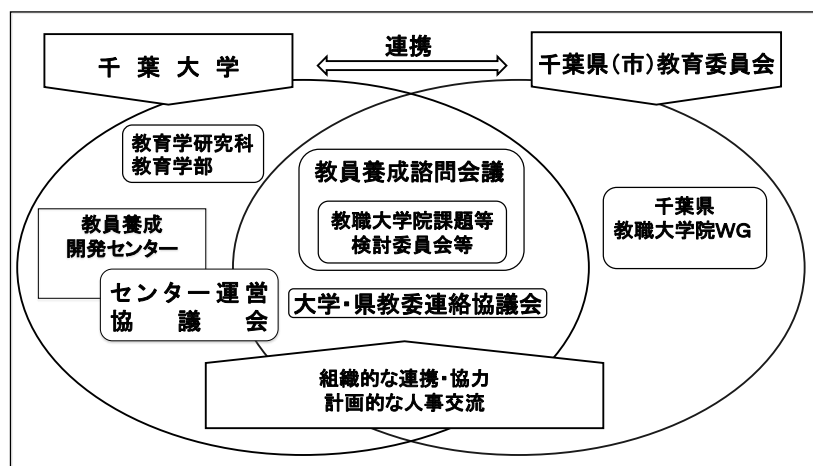 千葉大学
連携
千葉県(市)教育委員会
教育学研究科
教育学部
教員養成諮問会議
教職大学院課題等
検討委員会等
千葉県
教職大学院WG
教員養成
開発センター
センター運営
協議会
大学・県教委連絡協議会
組織的な連携・協力
計画的な人事交流